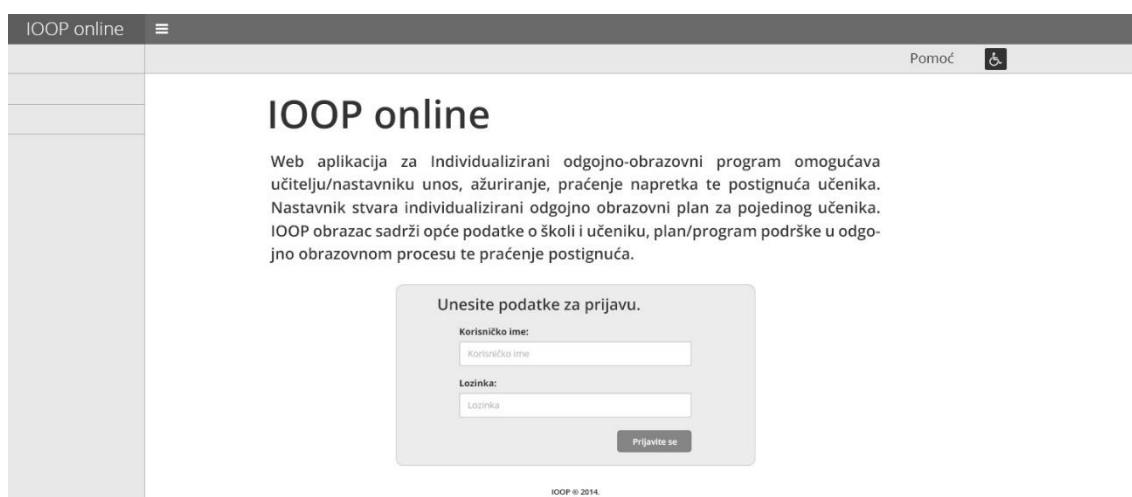 IOOP online
Pomoć
IOOP online
Web aplikacija za Individualizirani odgojno-obrazovni program omogućava
učitelju/nastavniku unos, ažuriranje, praćenje napretka te postignuća učenika.
Nastavnik stvara individualizirani odgojno obrazovni plan za pojedinog učenika.
IOOP obrazac sadrži opće podatke o školi i učeniku, plan/program podrške u odgo-
jno obrazovnom procesu te praćenje postignuća.
Unesite podatke za prijavu.
Korisničko ime:
Korisničko ime
Lozinka:
Lozinka
Prijavite se
IOOP © 2014.